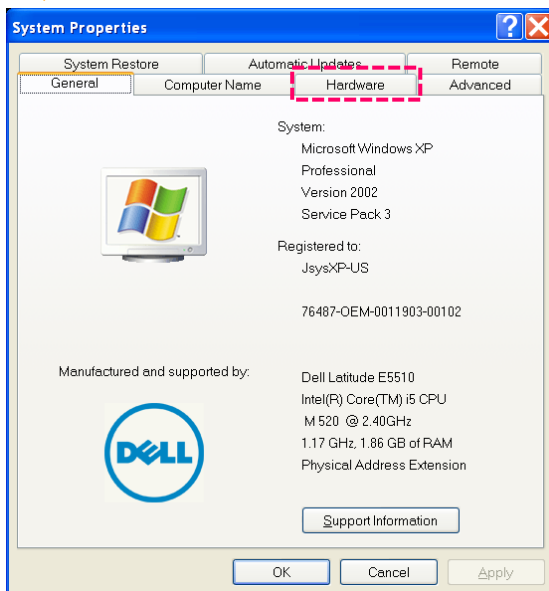 System Properties
System Restore
Automatic Updates
Remote
General
Computer Name
Hardware
Advanced
System:
Microsoft Windows XP
Professional
Version 2002
Service Pack 3
Registered to:
JsysXP-US
76487-OEM-0011903-00102
Manufactured and supported by:
DELL
Dell Latitude E5510
Intel(R) Core(TM) i5 CPU
M 520 @ 2.40GHz
1.17 GHz, 1.86 GB of RAM
Physical Address Extension
Support Information
OK
Cancel
Apply